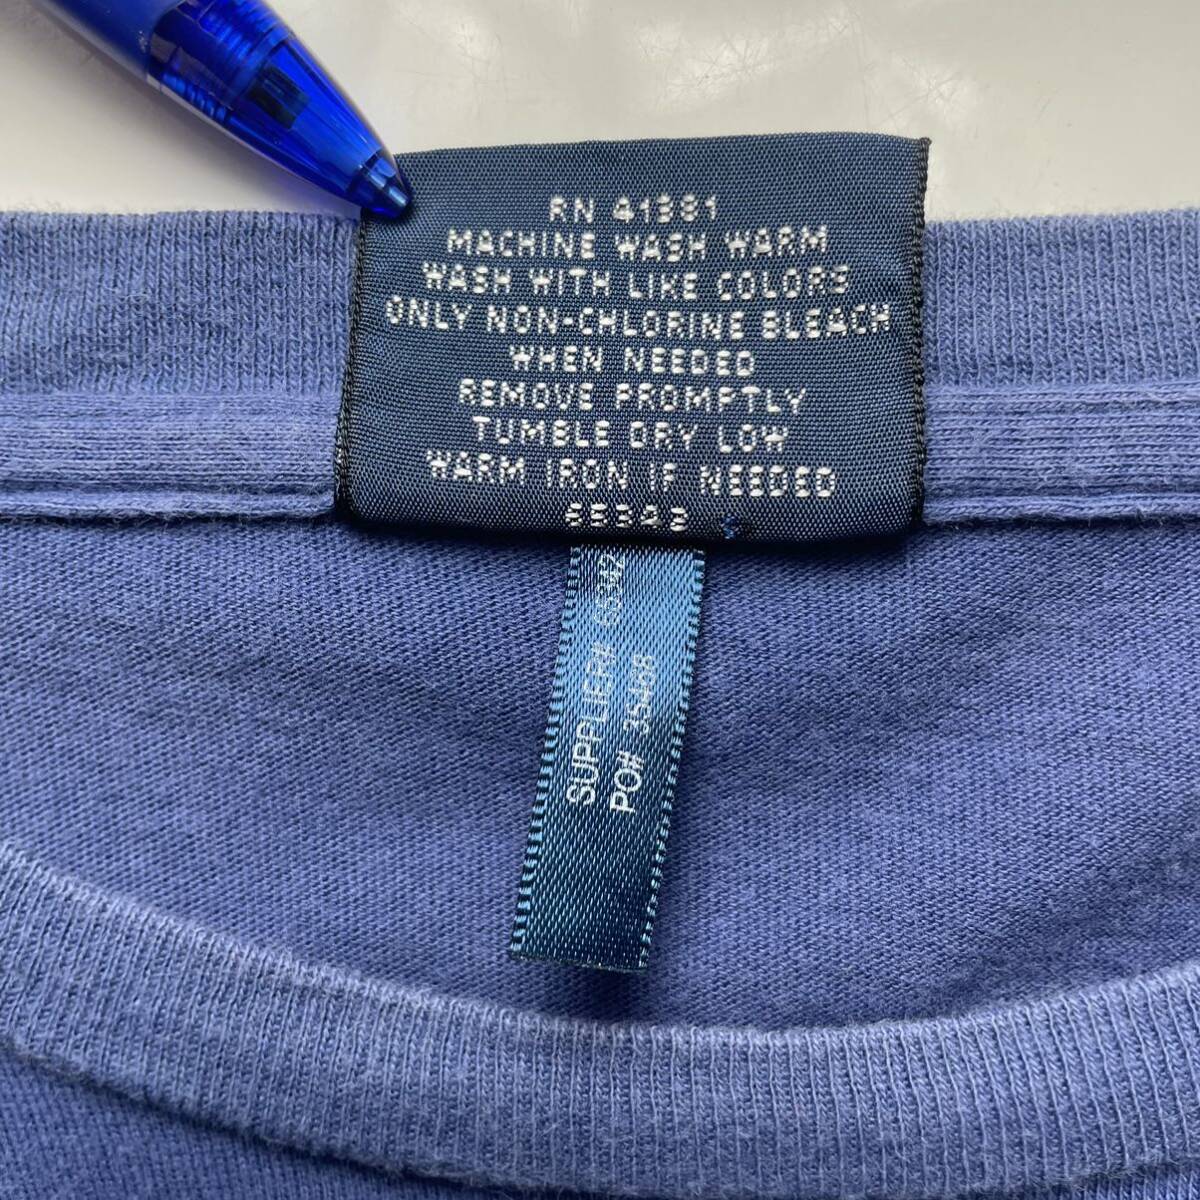 RN 41381
MACHINE WASH WARM
WASH WITH LIKE COLORS
ONLY NON-CHLORINE BLEACH
WHEN NEEDED
REMOVE PROMPTLY
TUMBLE DRY LOW
WARM IRON IF NEEDED
SUPPLIER#
PO# 35468